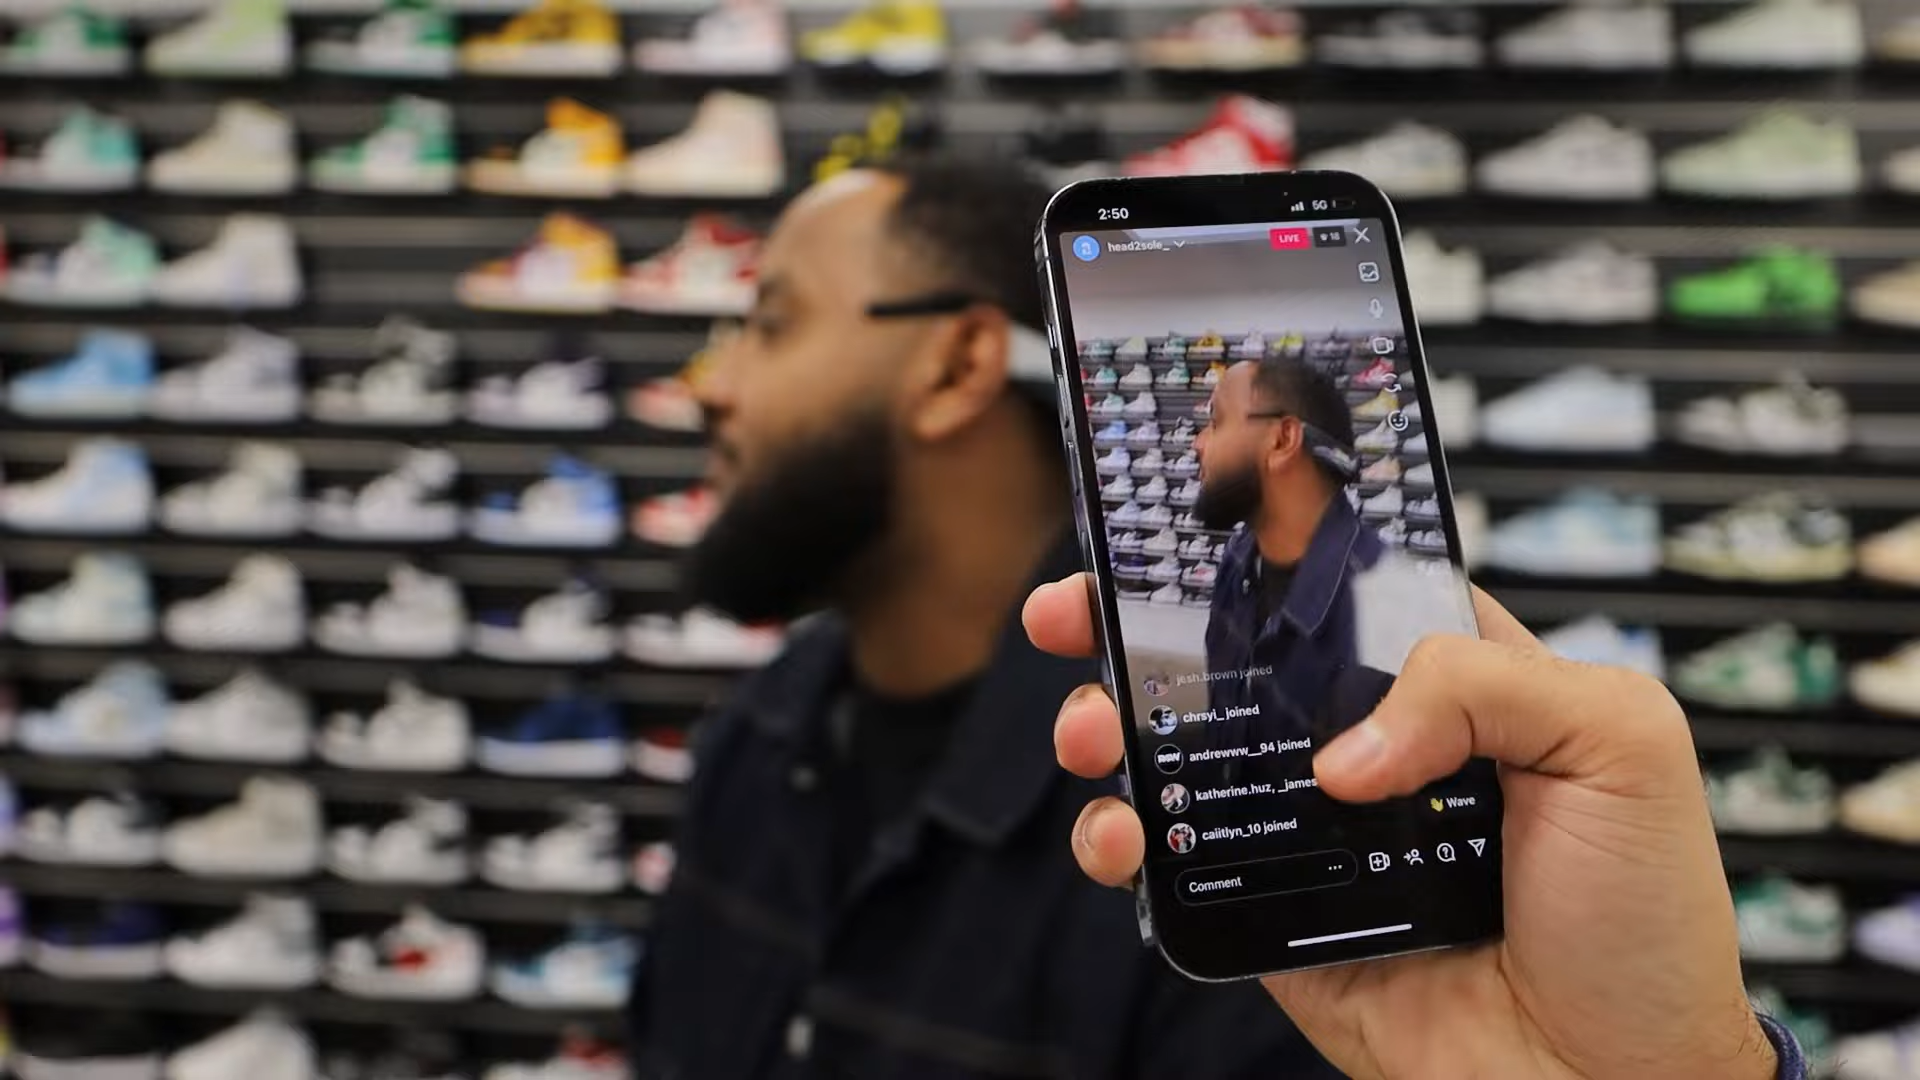 2:50
5G
head2sole_
LIVE
18
jesh.brown joined
chrsyi_ joined
andrewww__94 joined
katherine.huz, _james
caiitlyn_10 joined
Wave
Comment